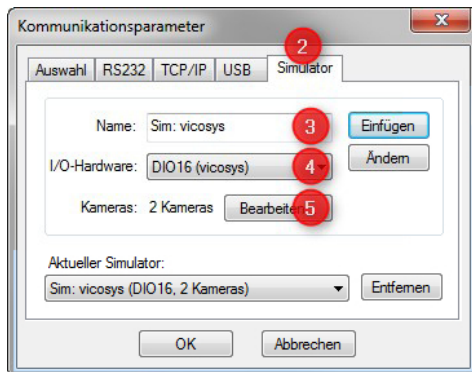 Kommunikationsparameter
2
Auswahl RS232 TCP/IP USB Simulator
Name: Sim: vicosys 3 Einfügen
I/O-Hardware: DIO16 (vicosys) 4 Ändern
Kameras: 2 Kameras Bearbeiten 5
Aktueller Simulator:
Sim: vicosys (DIO16, 2 Kameras) Entfernen
OK Abbrechen